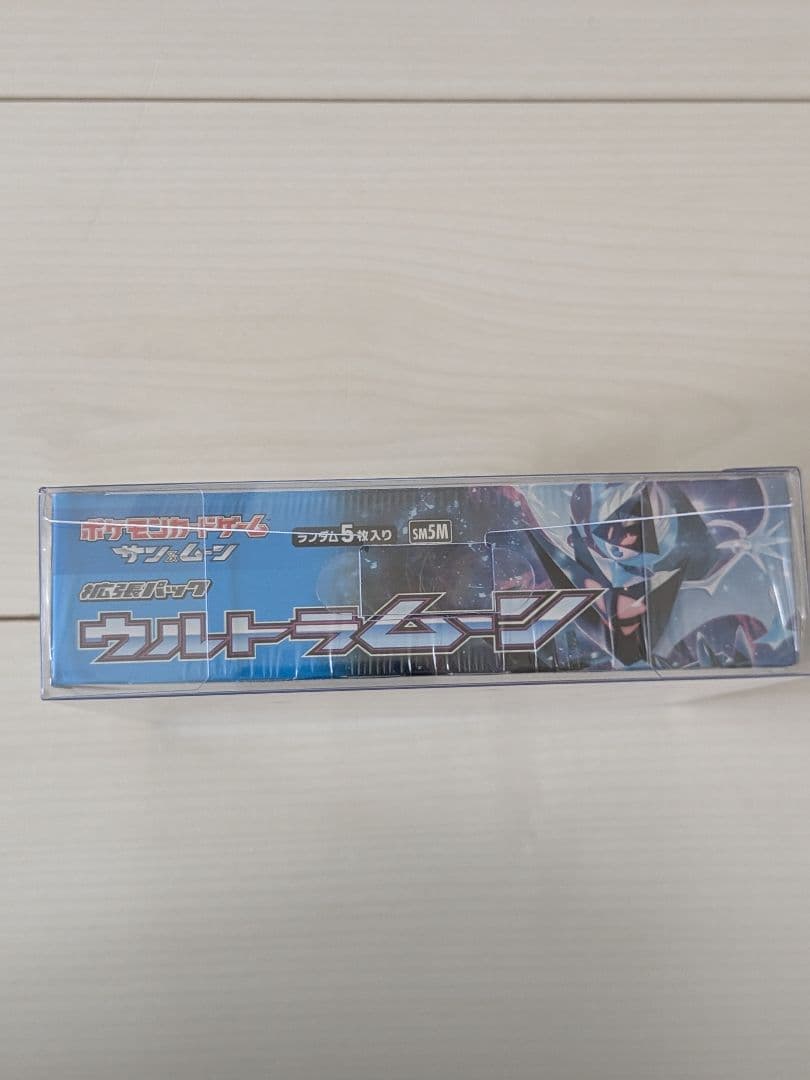 ポケモンカードゲーム
サン&ムーン
ランダム5枚入り SM5M
拡張パック
ウルトラムーン